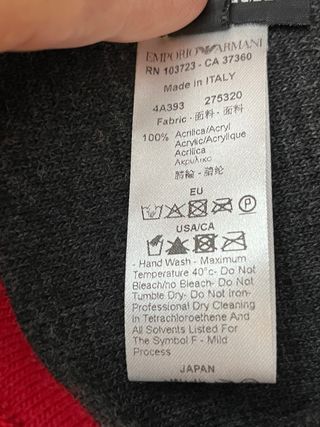 EMPORIO ARMANI
RN 103723 - CA 37360
Made in ITALY
4A393 275320
Fabric - 面料 - 面料
100% Acrilica/Acryl
Acrylic/Acrylique
Acrílica
Ακρυλικο
EU
P
USA/CA
- Hand Wash - Maximum
Temperature 40°c- Do Not
Bleach/no Bleach- Do Not
Tumble Dry- Do Not Iron-
Professional Dry Cleaning
in Tetrachloroethene And
All Solvents Listed For
The Symbol F - Mild
Process
JAPAN